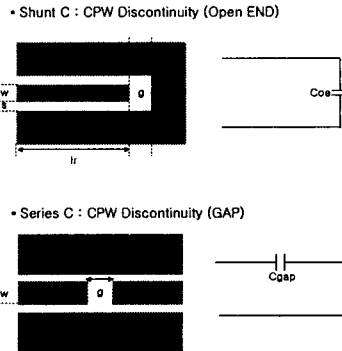 • Shunt C : CPW Discontinuity (Open END)
w
g
s
Coe
lr
• Series C : CPW Discontinuity (GAP)
w
g
Cgap